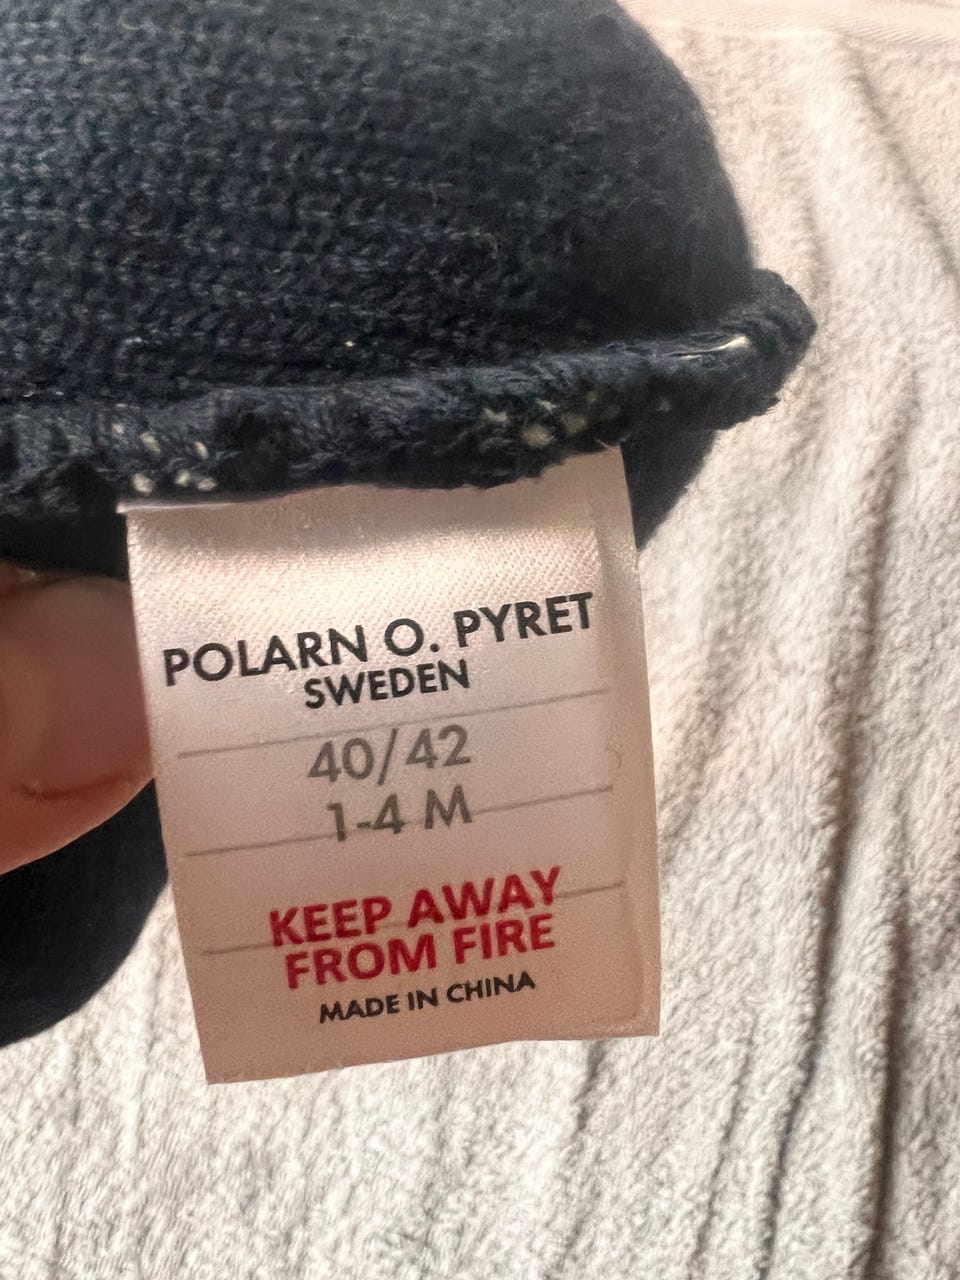 POLARN O. PYRET
SWEDEN
40/42
1-4 M
KEEP AWAY
FROM FIRE
MADE IN CHINA